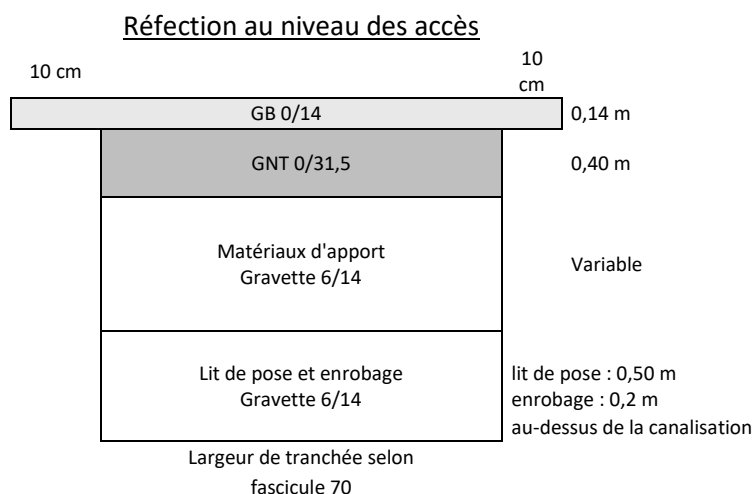 Réfection au niveau des accès
10 cm
10
cm
GB 0/14
0,14 m
GNT 0/31,5
0,40 m
Matériaux d'apport
Gravette 6/14
Variable
Lit de pose et enrobage
Gravette 6/14
lit de pose : 0,50 m
enrobage : 0,2 m
au-dessus de la canalisation
Largeur de tranchée selon
fascicule 70